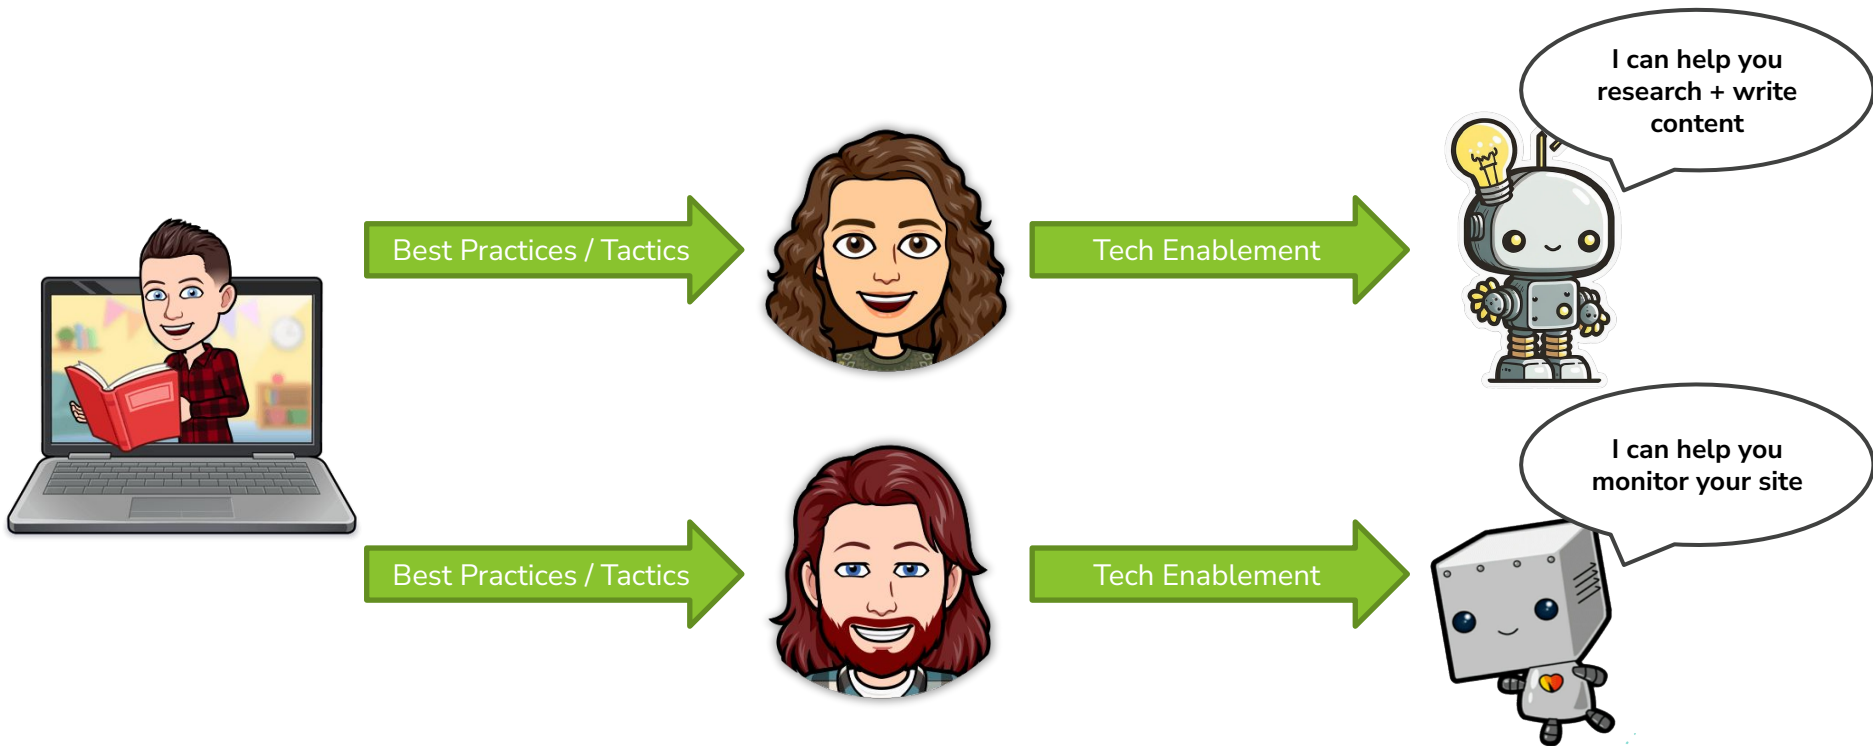 I can help you
research + write
content
Best Practices / Tactics
Tech Enablement
I can help you
monitor your site
Best Practices / Tactics
Tech Enablement